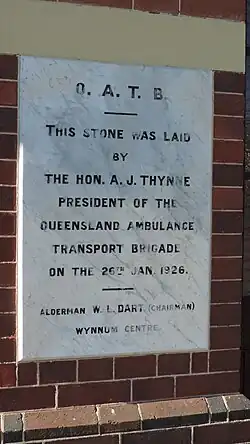 Q. A. T. B.
THIS STONE WAS LAID
BY
THE HON. A. J. THYNNE
PRESIDENT OF THE
QUEENSLAND AMBULANCE
TRANSPORT BRIGADE
ON THE 26TH JAN. 1926.
ALDERMAN W. L. DART. (CHAIRMAN)
WYNNUM CENTRE.